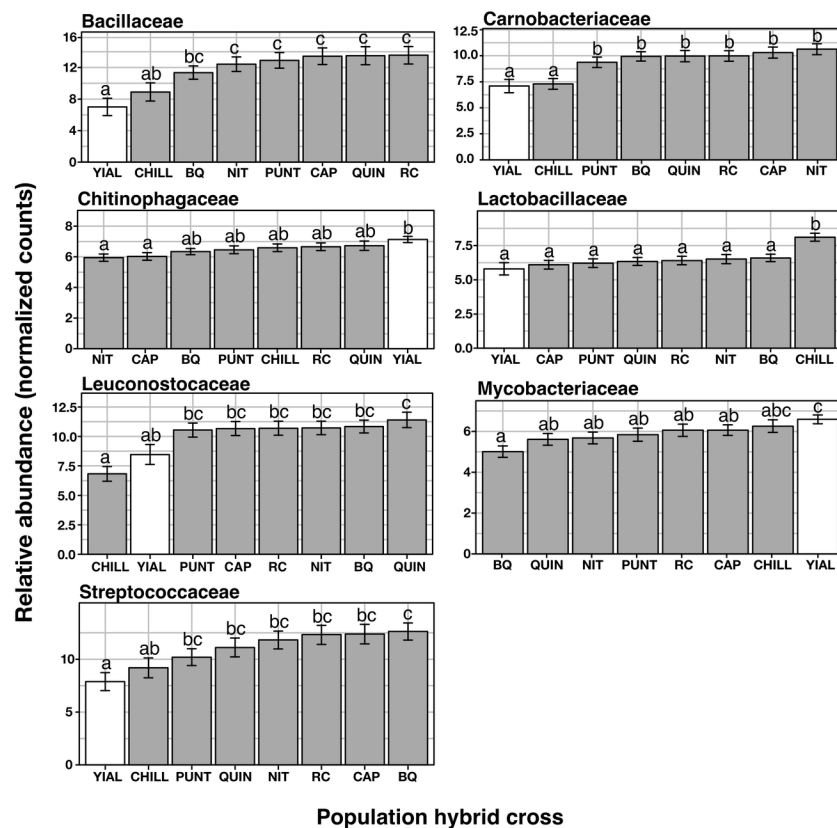 Relative abundance (normalized counts)
Bacillaceae
16
12
8
4
0
a ab bc c c c c c
YIAL CHILL BQ NIT PUNT CAP QUIN RC
Carnobacteriaceae
12.5
10.0
7.5
5.0
2.5
0.0
a a b b b b b b
YIAL CHILL PUNT BQ QUIN RC CAP NIT
Chitinophagaceae
8
6
4
2
0
a a ab ab ab ab ab b
NIT CAP BQ PUNT CHILL RC QUIN YIAL
Lactobacillaceae
7.5
5.0
2.5
0.0
a a a a a a a b
YIAL CAP PUNT QUIN RC NIT BQ CHILL
Leuconostocaceae
12.5
10.0
7.5
5.0
2.5
0.0
a ab bc bc bc bc bc c
CHILL YIAL PUNT CAP RC NIT BQ QUIN
Mycobacteriaceae
6
4
2
0
a ab ab ab ab ab abc c
BQ QUIN NIT PUNT RC CAP CHILL YIAL
Streptococcaceae
10
5
0
a ab bc bc bc bc bc c
YIAL CHILL PUNT QUIN NIT RC CAP BQ
Population hybrid cross